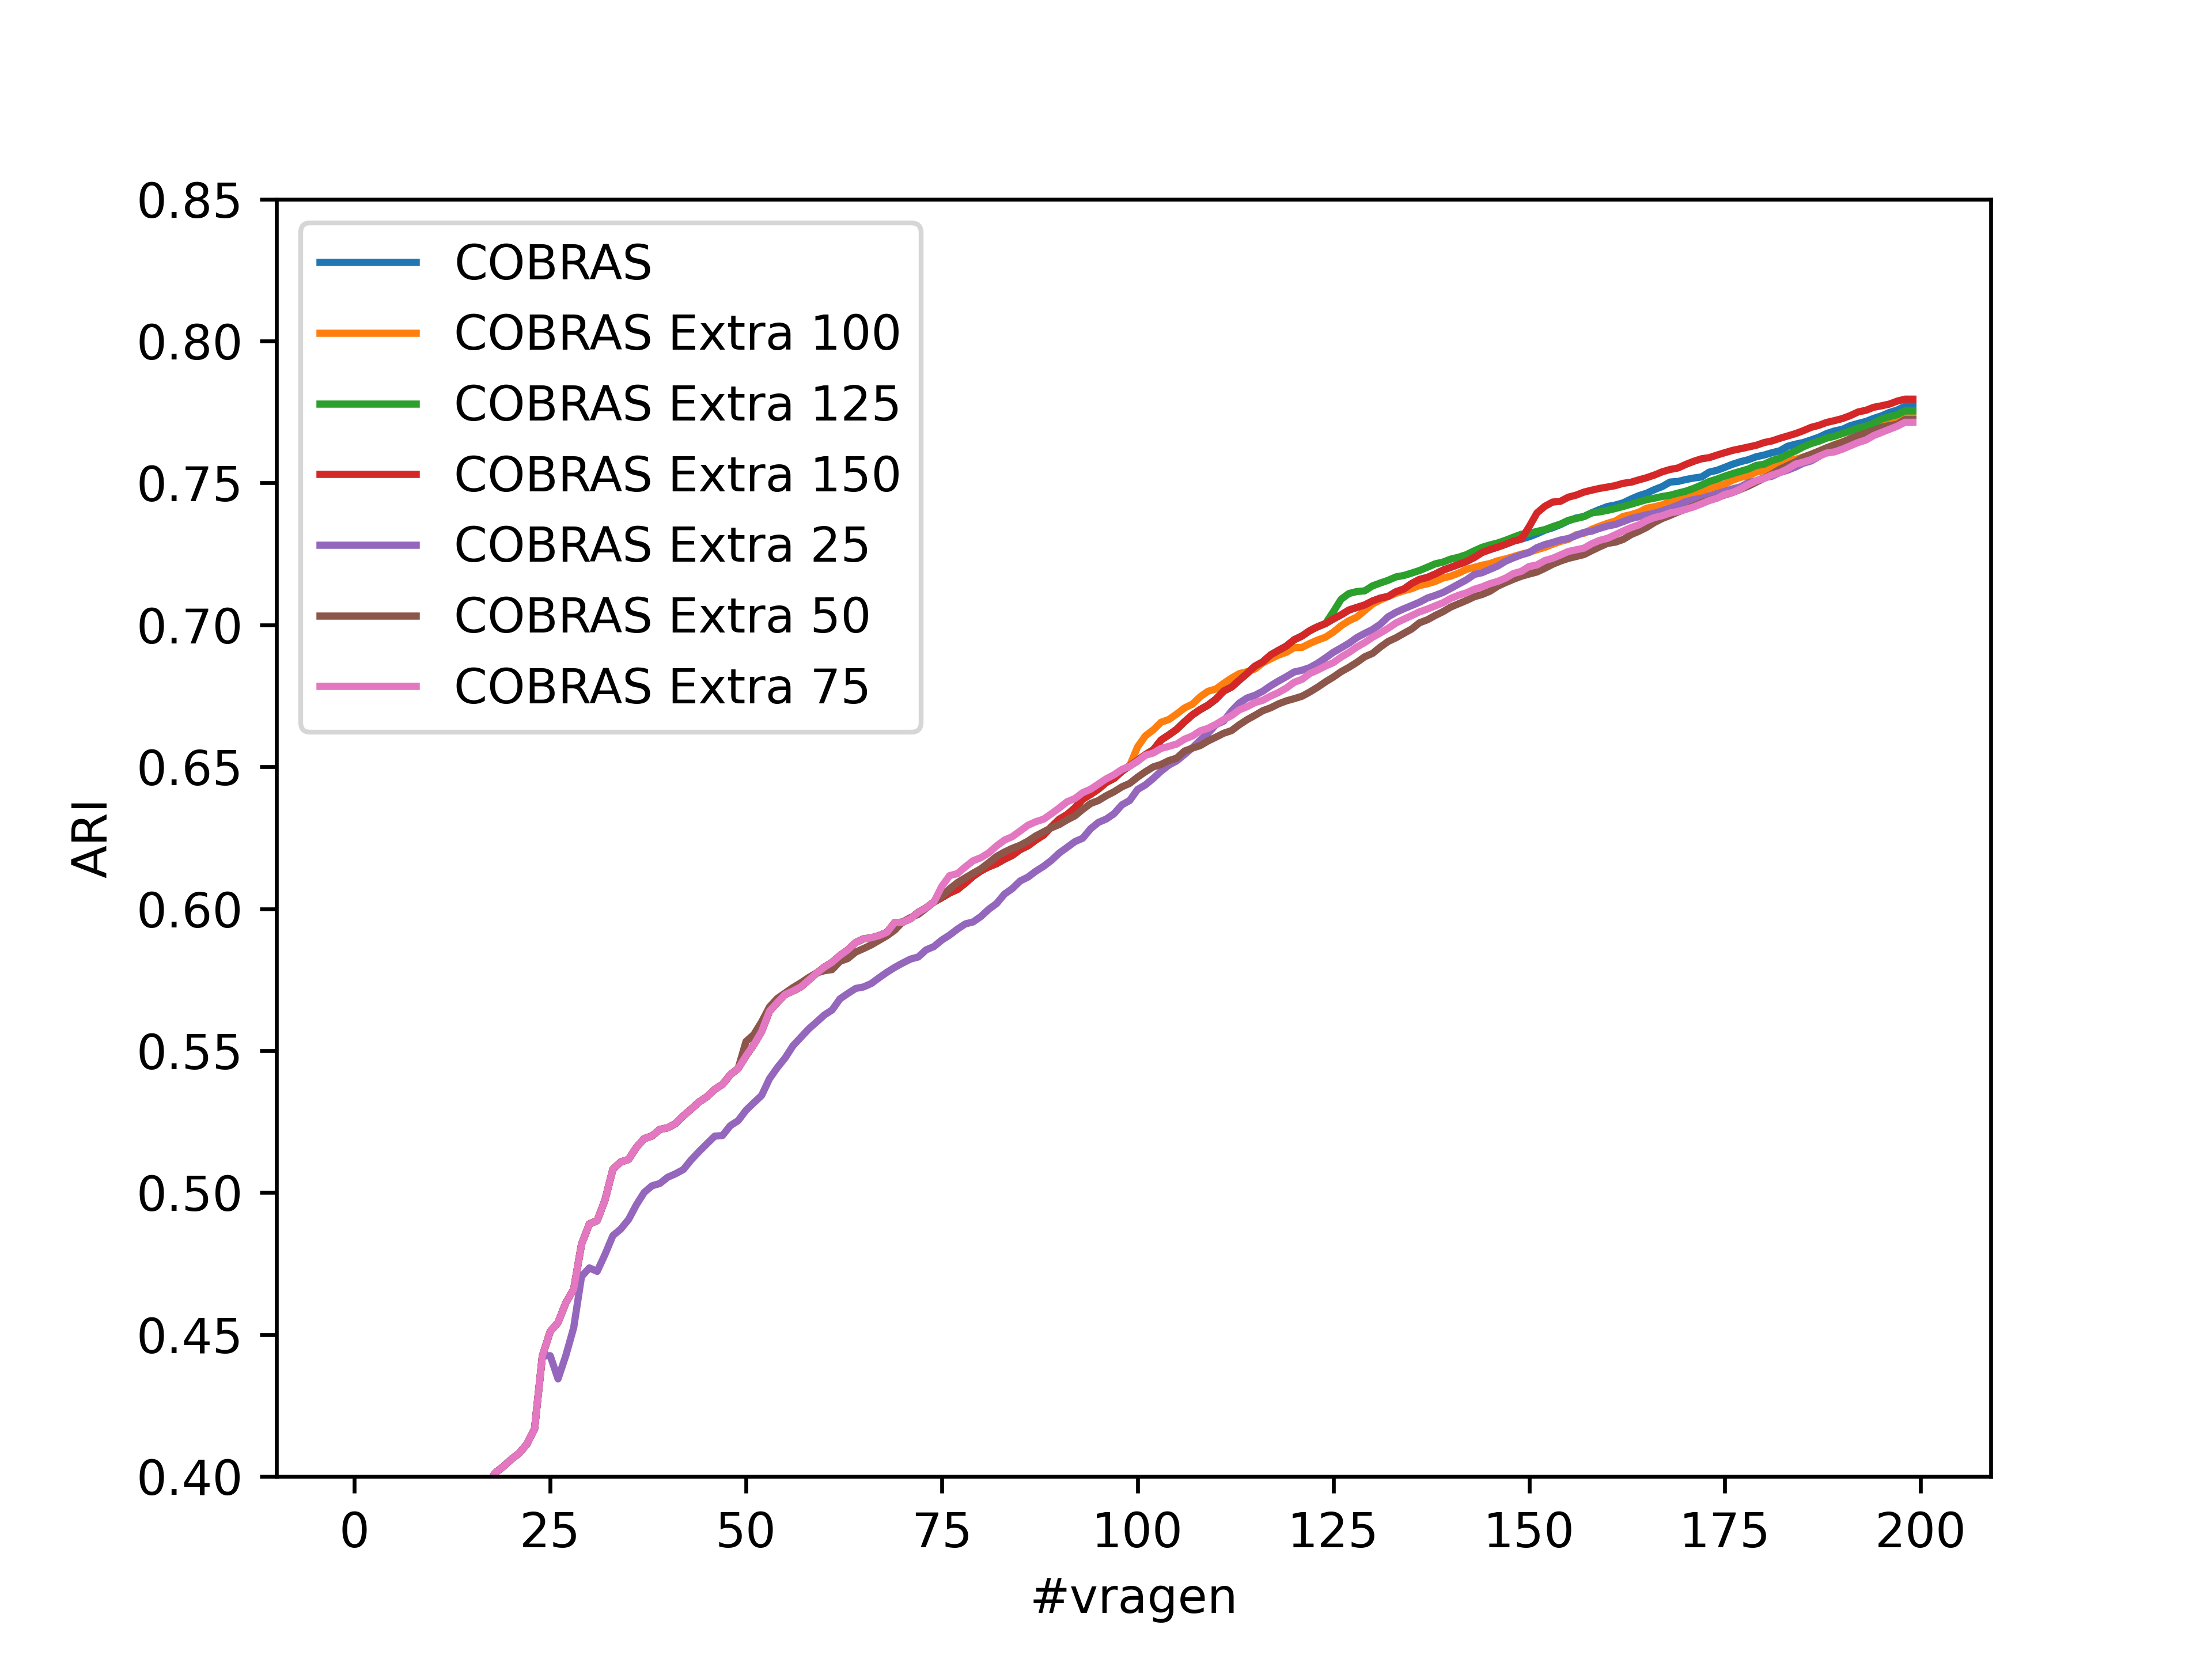 0.85
0.80
0.75
0.70
0.65
0.60
0.55
0.50
0.45
0.40
ARI
COBRAS
COBRAS Extra 100
COBRAS Extra 125
COBRAS Extra 150
COBRAS Extra 25
COBRAS Extra 50
COBRAS Extra 75
0 25 50 75 100 125 150 175 200
#vragen